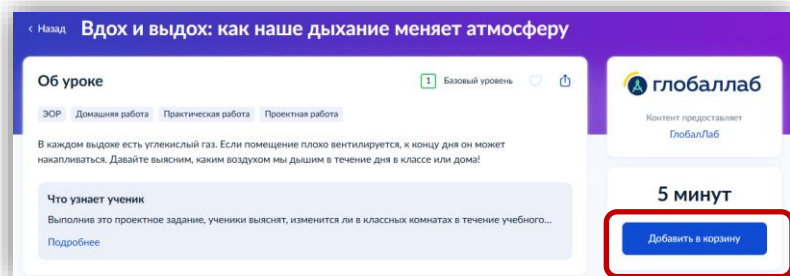 ‹ Назад Вдох и выдох: как наше дыхание меняет атмосферу
Об уроке
1 Базовый уровень
ЭОР Домашняя работа Практическая работа Проектная работа
В каждом выдохе есть углекислый газ. Если помещение плохо вентилируется, к концу дня он может
накапливаться. Давайте выясним, каким воздухом мы дышим в течение дня в классе или дома!
Что узнает ученик
Выполнив это проектное задание, ученики выяснят, изменится ли в классных комнатах в течение учебного...
Подробнее
глобаллаб
Контент предоставляет
ГлобалЛаб
5 минут
Добавить в корзину